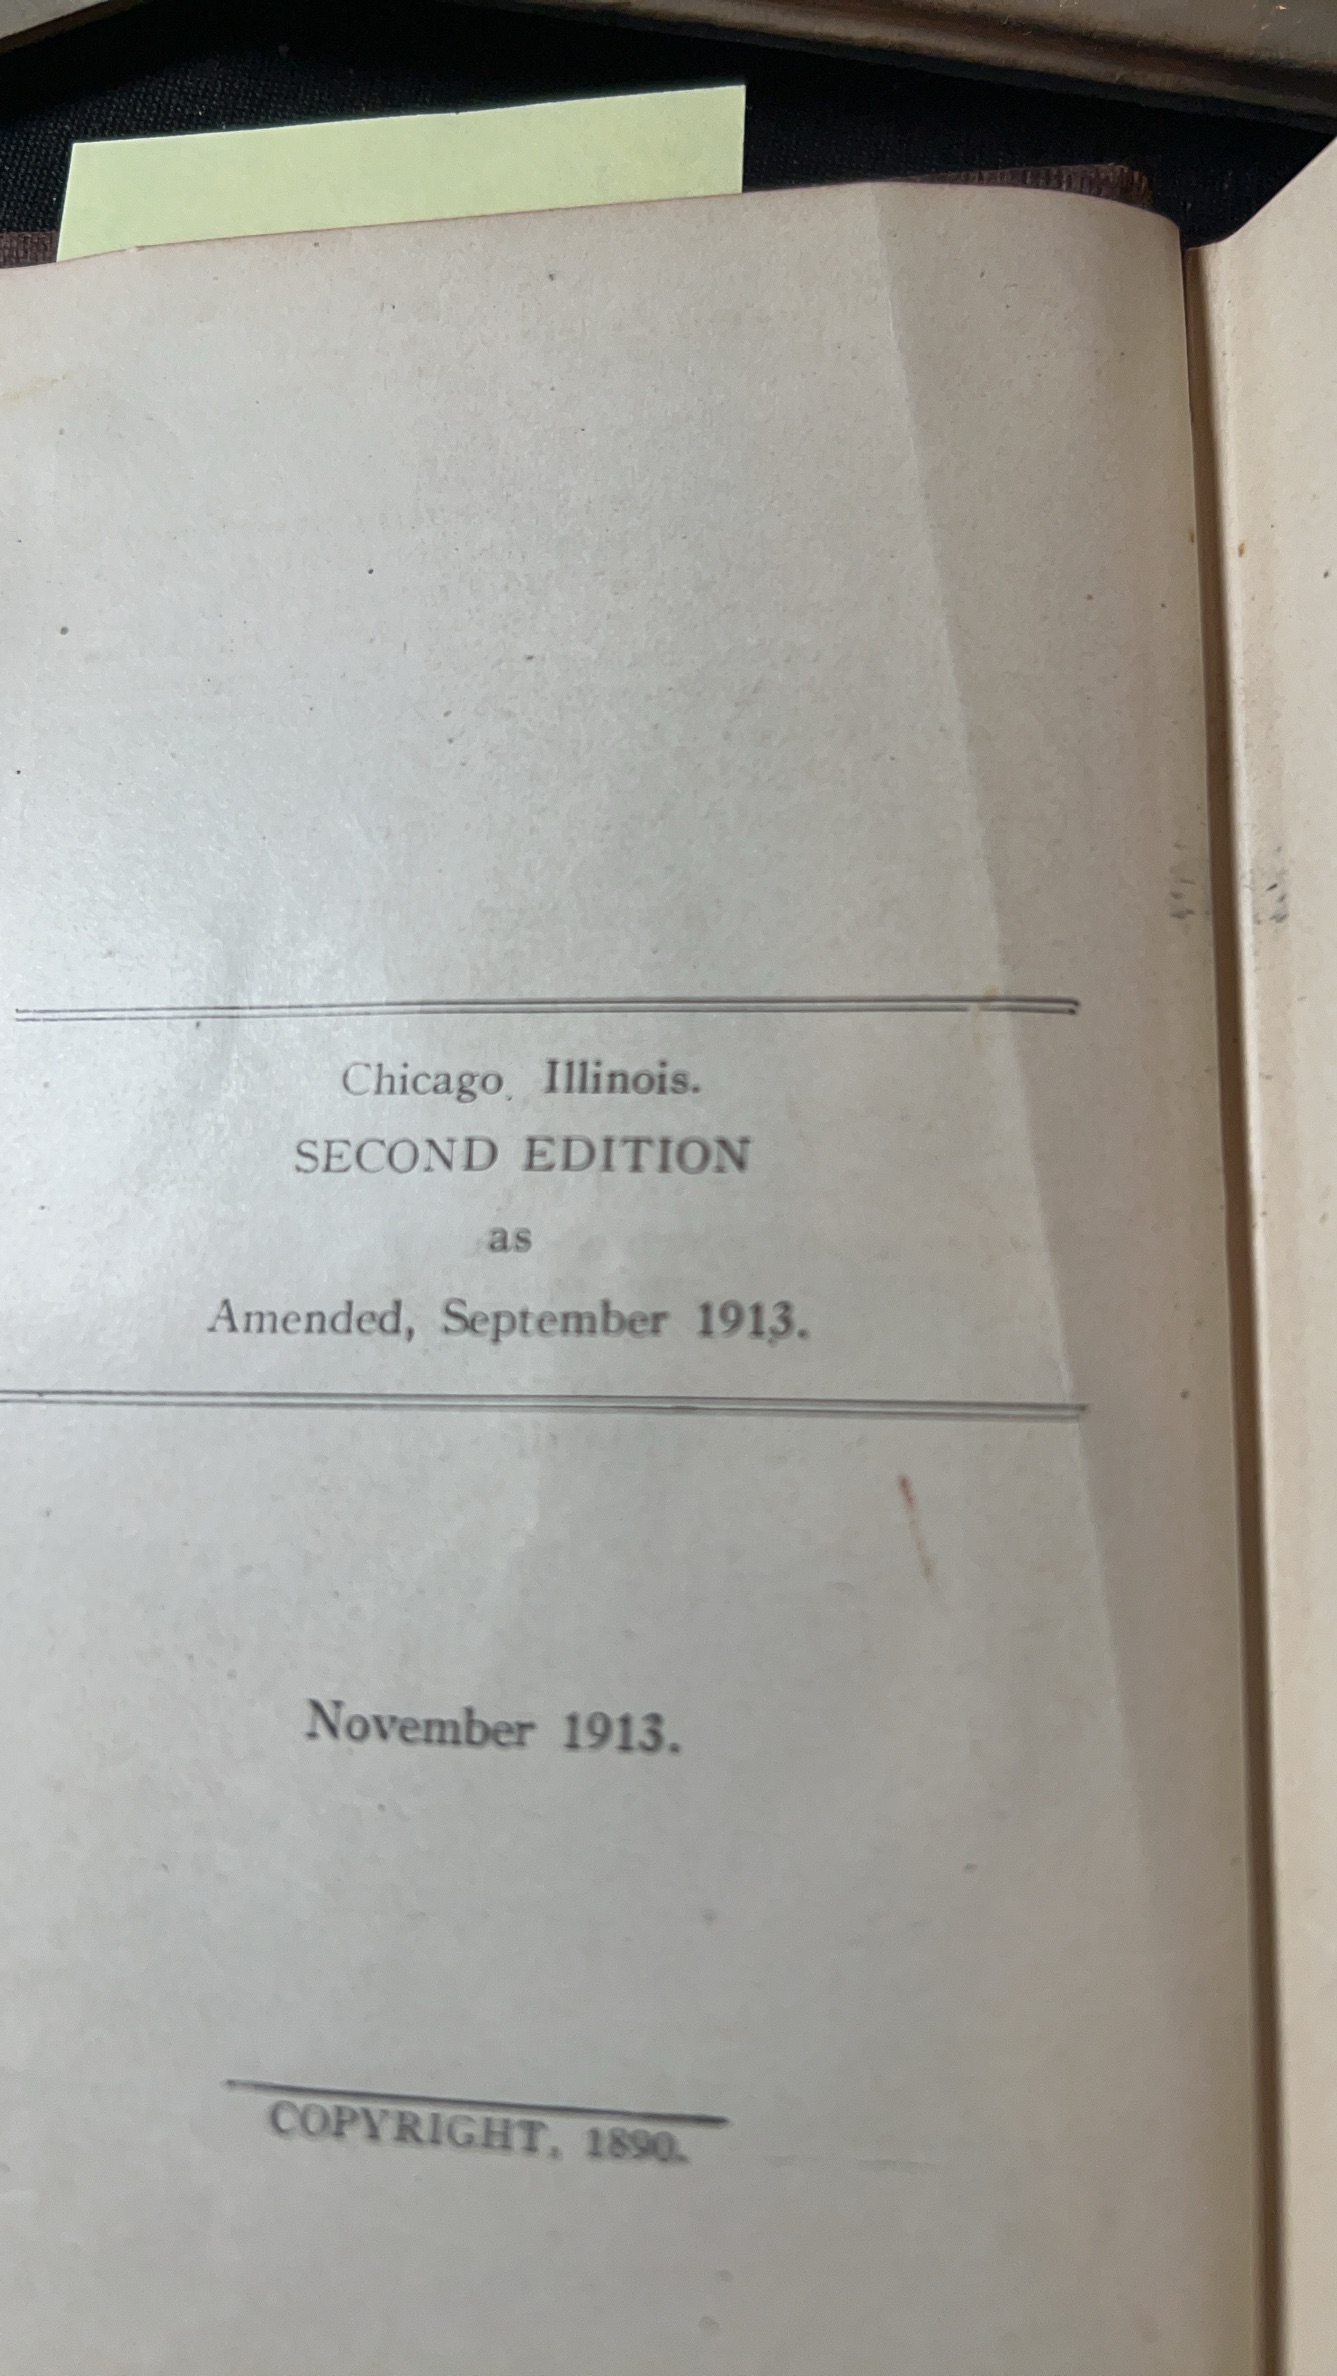 Chicago, Illinois.
SECOND EDITION
as
Amended, September 1913.
November 1913.
COPYRIGHT, 1890.